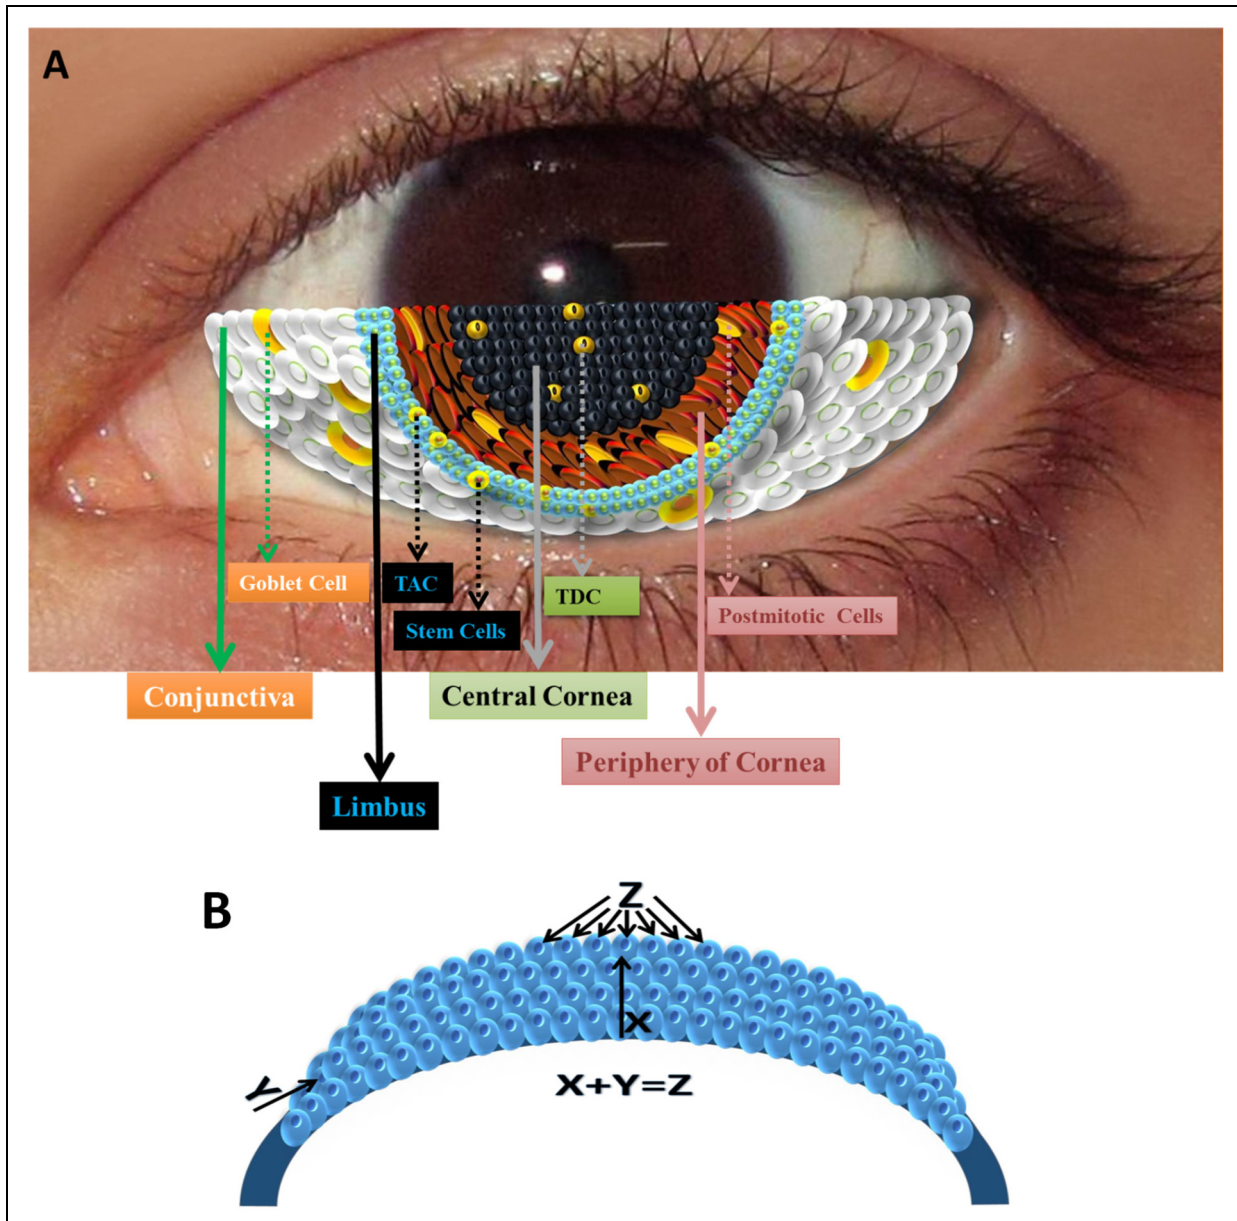 A
Goblet Cell
TAC
TDC
Stem Cells
Postmitotic Cells
Conjunctiva
Central Cornea
Periphery of Cornea
Limbus
B
Z
X
Y
X+Y=Z